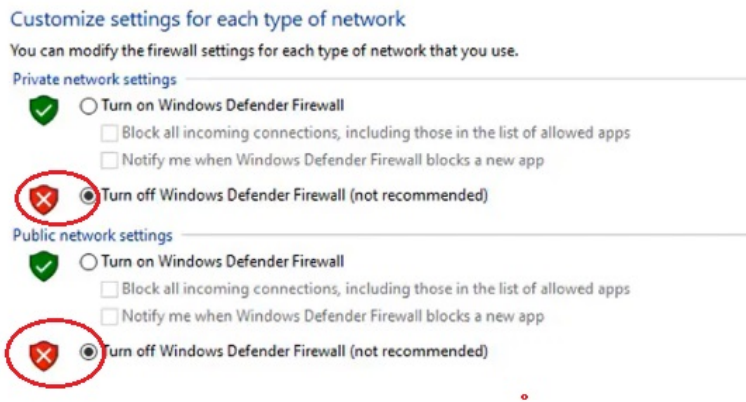 Customize settings for each type of network
You can modify the firewall settings for each type of network that you use.
Private network settings
Turn on Windows Defender Firewall
Block all incoming connections, including those in the list of allowed apps
Notify me when Windows Defender Firewall blocks a new app
Turn off Windows Defender Firewall (not recommended)
Public network settings
Turn on Windows Defender Firewall
Block all incoming connections, including those in the list of allowed apps
Notify me when Windows Defender Firewall blocks a new app
Turn off Windows Defender Firewall (not recommended)